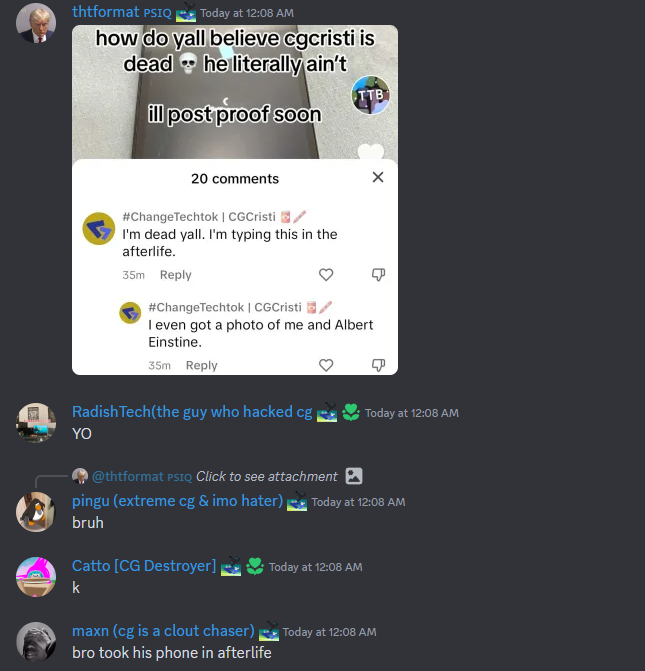 thtformat PSIQ Today at 12:08 AM
how do yall believe cgcristi is
dead 💀 he literally ain't
TTB
ill post proof soon
20 comments
#ChangeTechtok | CGCristi
I'm dead yall. I'm typing this in the
afterlife.
35m Reply
#ChangeTechtok | CGCristi
I even got a photo of me and Albert
Einstine.
35m Reply
RadishTech(the guy who hacked cg Today at 12:08 AM
YO
@thtformat PSIQ Click to see attachment
pingu (extreme cg & imo hater) Today at 12:08 AM
bruh
Catto [CG Destroyer] Today at 12:08 AM
k
maxn (cg is a clout chaser) Today at 12:08 AM
bro took his phone in afterlife